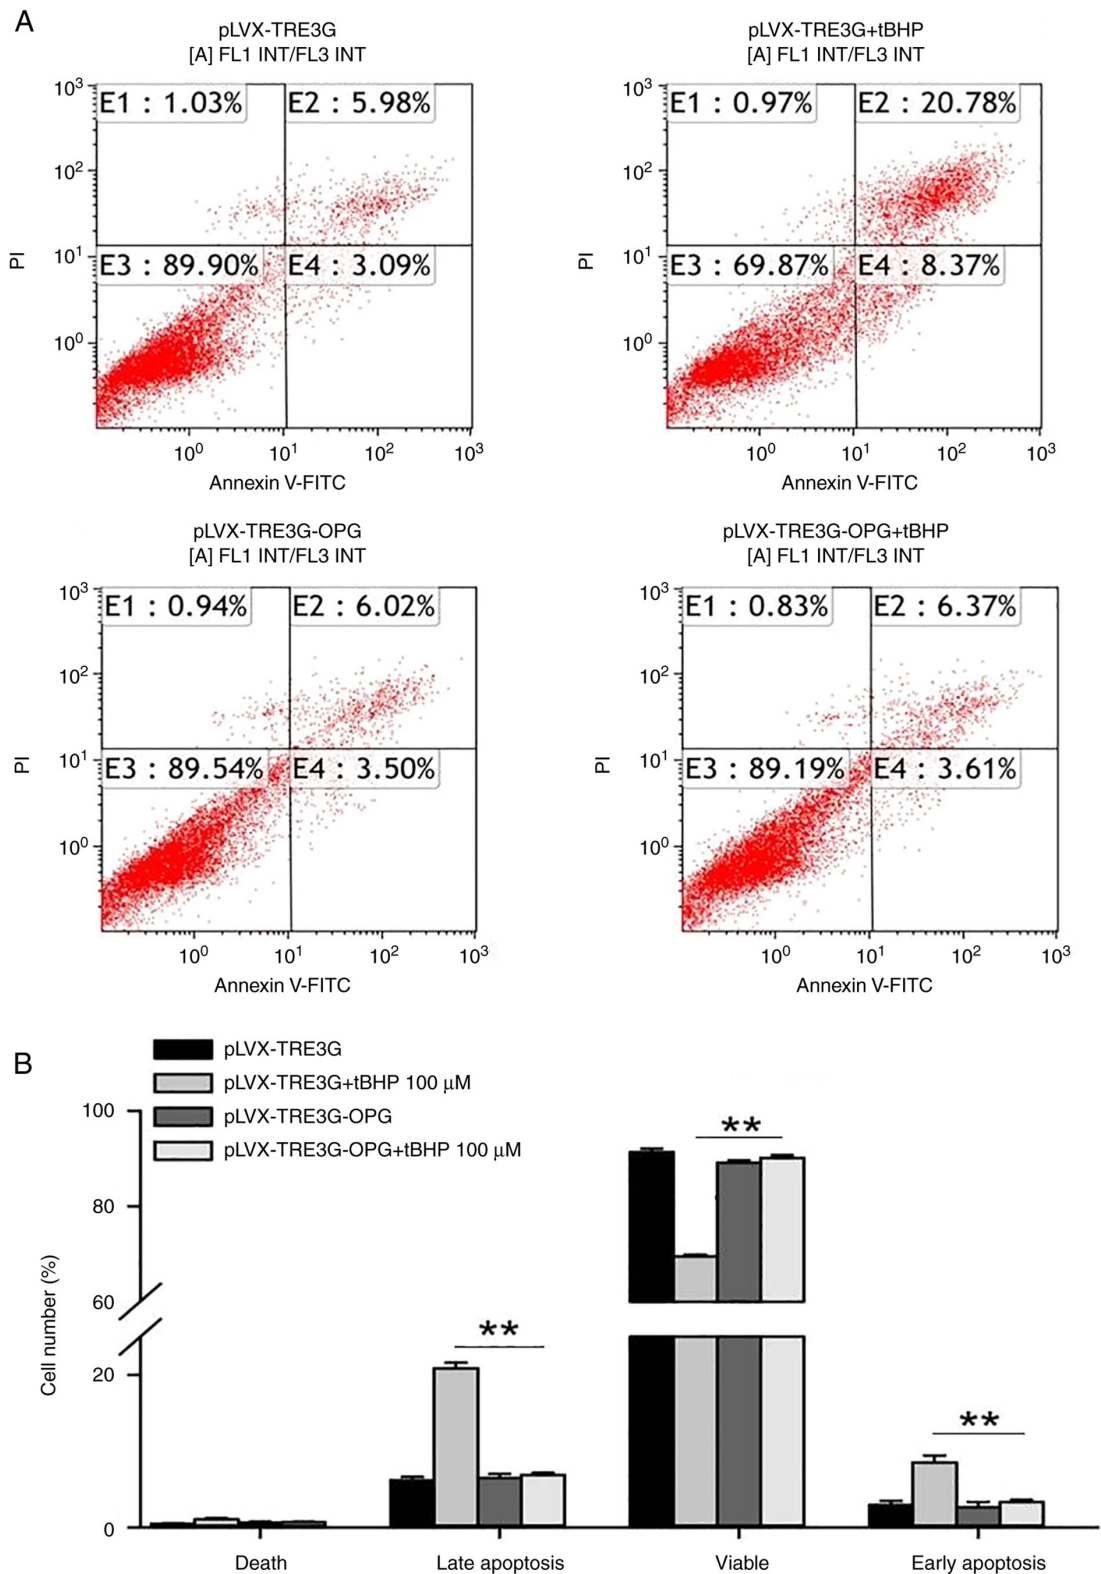 A
pLVX-TRE3G
[A] FL1 INT/FL3 INT
E1 : 1.03%
E2 : 5.98%
E3 : 89.90%
E4 : 3.09%
10³
10²
10¹
10⁰
PI
10⁰ 10¹ 10² 10³
Annexin V-FITC
pLVX-TRE3G+tBHP
[A] FL1 INT/FL3 INT
E1 : 0.97%
E2 : 20.78%
E3 : 69.87%
E4 : 8.37%
10³
10²
10¹
10⁰
PI
10⁰ 10¹ 10² 10³
Annexin V-FITC
pLVX-TRE3G-OPG
[A] FL1 INT/FL3 INT
E1 : 0.94%
E2 : 6.02%
E3 : 89.54%
E4 : 3.50%
10³
10²
10¹
10⁰
PI
10⁰ 10¹ 10² 10³
Annexin V-FITC
pLVX-TRE3G-OPG+tBHP
[A] FL1 INT/FL3 INT
E1 : 0.83%
E2 : 6.37%
E3 : 89.19%
E4 : 3.61%
10³
10²
10¹
10⁰
PI
10⁰ 10¹ 10² 10³
Annexin V-FITC
B
pLVX-TRE3G
pLVX-TRE3G+tBHP 100 μM
pLVX-TRE3G-OPG
pLVX-TRE3G-OPG+tBHP 100 μM
100
80
60
20
0
Cell number (%)
**
**
**
Death
Late apoptosis
Viable
Early apoptosis